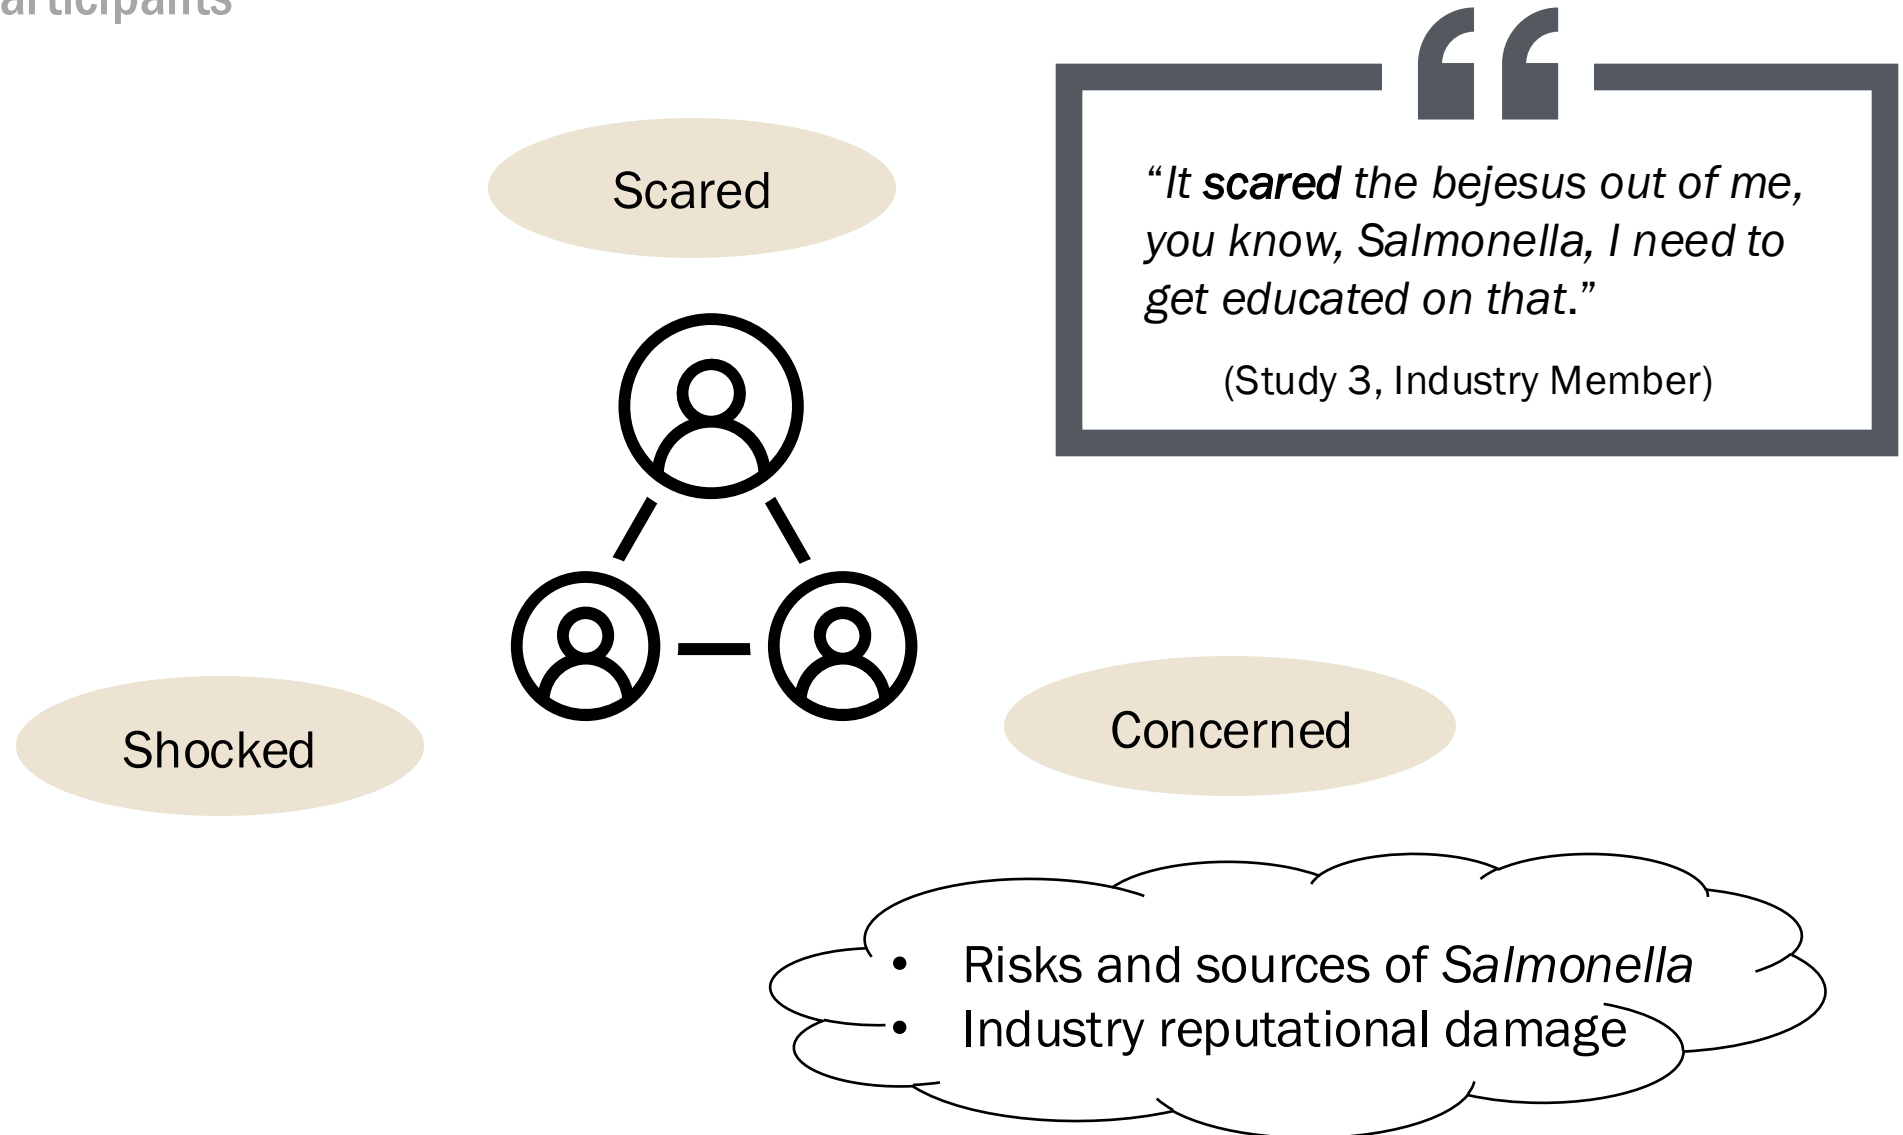 articipants
Scared
“It scared the bejesus out of me,
you know, Salmonella, I need to
get educated on that.”
(Study 3, Industry Member)
Shocked
Concerned
• Risks and sources of Salmonella
• Industry reputational damage